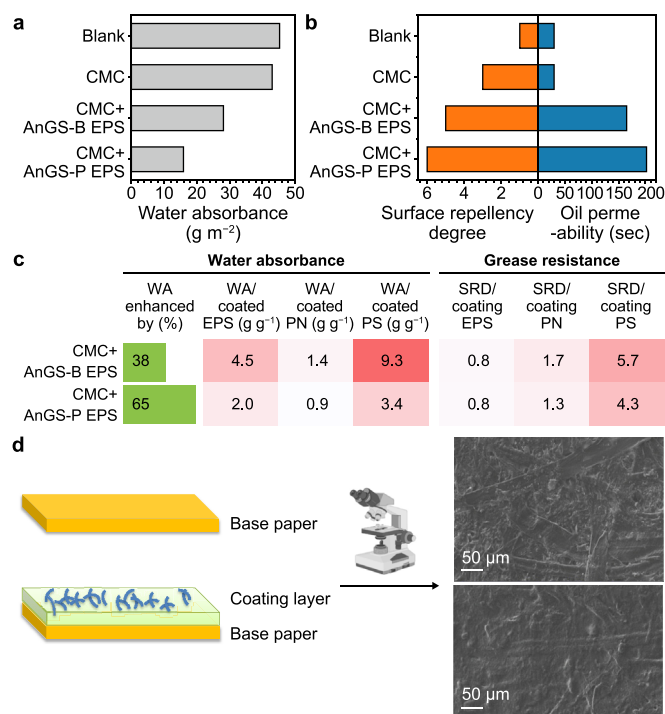 a
Blank
CMC
CMC+
AnGS-B EPS
CMC+
AnGS-P EPS
0 10 20 30 40 50
Water absorbance
(g m⁻²)
b
Blank
CMC
CMC+
AnGS-B EPS
CMC+
AnGS-P EPS
6 4 2 0 50 100 150 200
Surface repellency
degree
Oil perme
-ability (sec)
c
Water absorbance
Grease resistance
WA
enhanced
by (%)
WA/
coated
EPS (g g⁻¹)
WA/
coated
PN (g g⁻¹)
WA/
coated
PS (g g⁻¹)
SRD/
coating
EPS
SRD/
coating
PN
SRD/
coating
PS
CMC+
AnGS-B EPS
38 4.5 1.4 9.3 0.8 1.7 5.7
CMC+
AnGS-P EPS
65 2.0 0.9 3.4 0.8 1.3 4.3
d
Base paper
Coating layer
Base paper
50 µm
50 µm